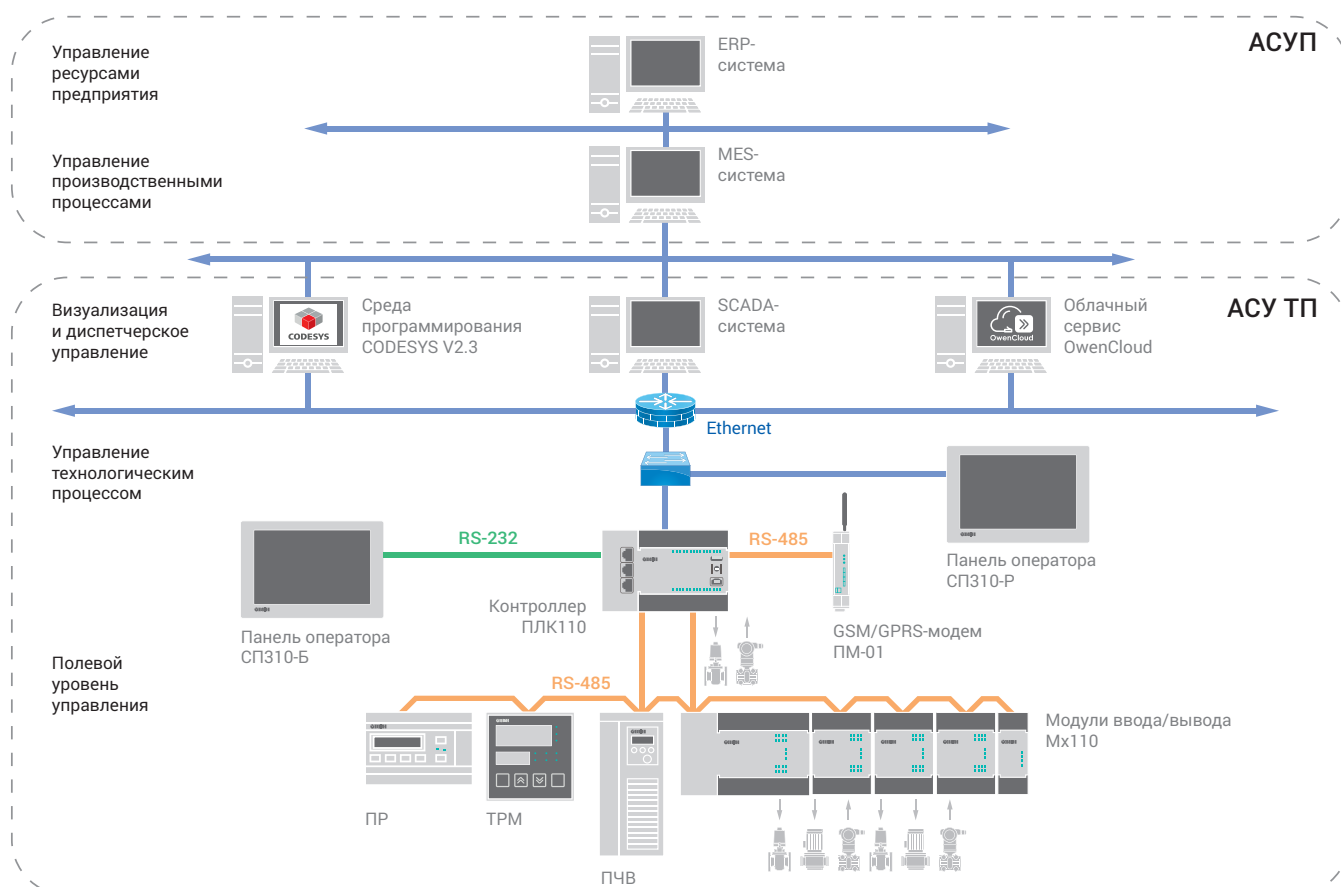 АСУП
Управление
ресурсами
предприятия
ERP-
система
Управление
производственными
процессами
MES-
система
АСУ ТП
Визуализация
и диспетчерское
управление
CODESYS
Среда
программирования
CODESYS V2.3
SCADA-
система
OwenCloud
Облачный
сервис
OwenCloud
Ethernet
Управление
технологическим
процессом
RS-232
RS-485
Панель оператора
СП310-Р
Контроллер
ПЛК110
GSM/GPRS-модем
ПМ-01
Панель оператора
СП310-Б
Полевой
уровень
управления
RS-485
Модули ввода/вывода
Мх110
ПР
ТРМ
ПЧВ